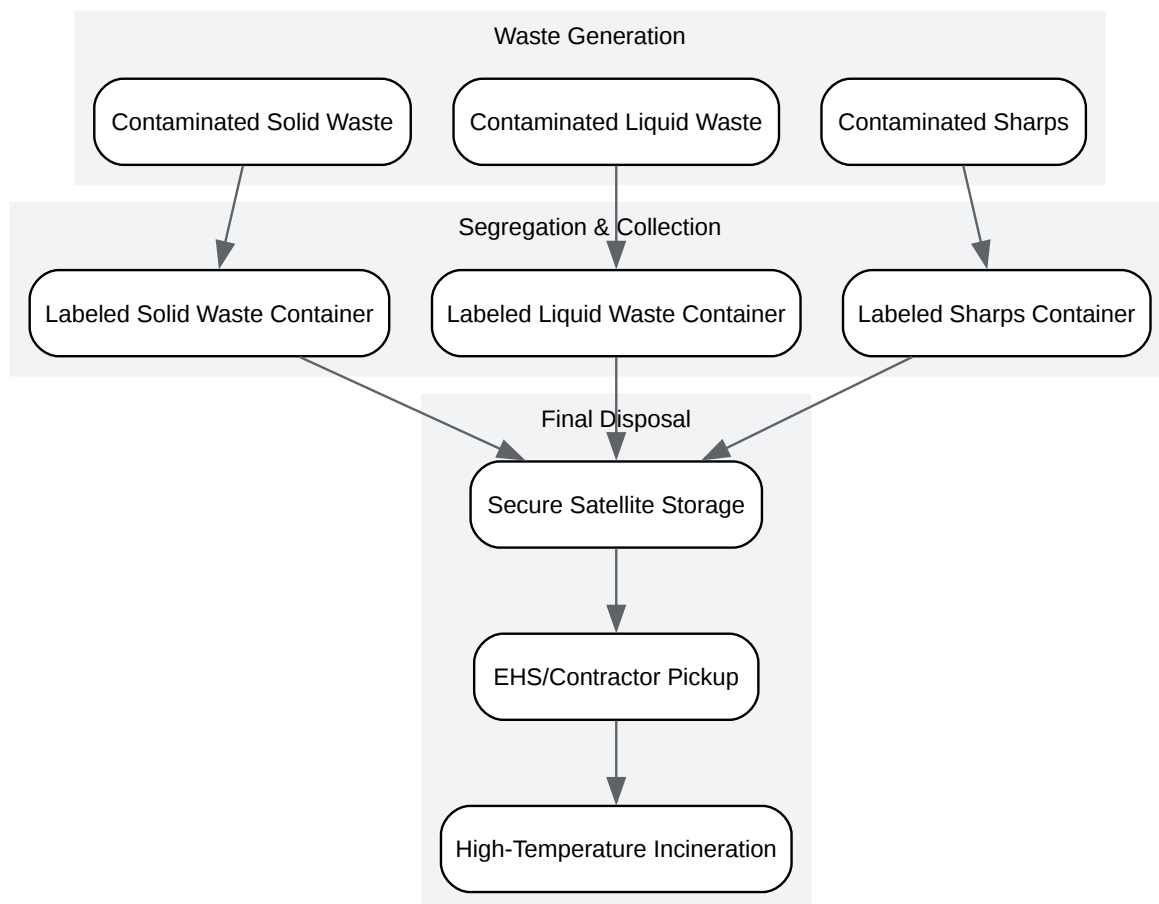 Waste Generation
Contaminated Solid Waste
Contaminated Liquid Waste
Contaminated Sharps
Segregation & Collection
Labeled Solid Waste Container
Labeled Liquid Waste Container
Labeled Sharps Container
Final Disposal
Secure Satellite Storage
EHS/Contractor Pickup
High-Temperature Incineration